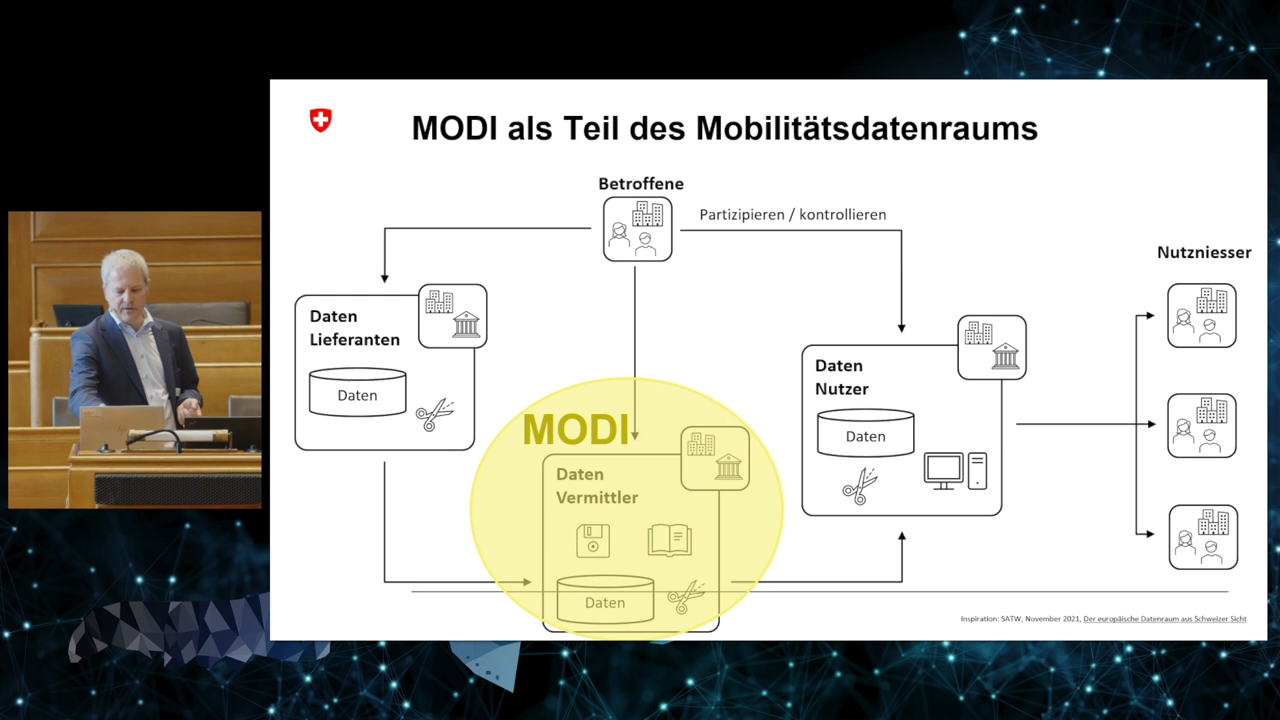 MODI als Teil des Mobilitätsdatenraums
Betroffene
Partizipieren / kontrollieren
Nutzniesser
Daten
Lieferanten
Daten
Daten
Nutzer
Daten
MODI
Daten
Vermittler
Daten
Inspiration: SATW, November 2021, Der europäische Datenraum aus Schweizer Sicht